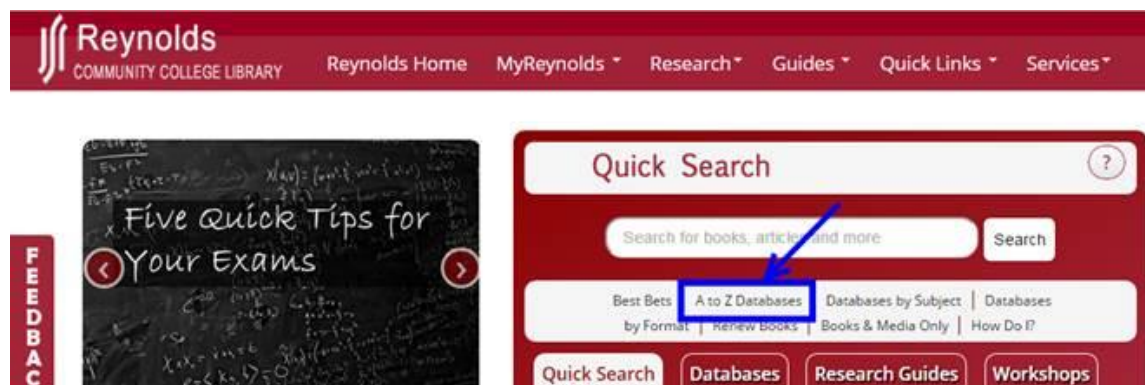 Reynolds
COMMUNITY COLLEGE LIBRARY
Reynolds Home MyReynolds Research Guides Quick Links Services
Quick Search ?
Five Quick Tips for
Your Exams
Search for books, articles and more Search
Best Bets A to Z Databases Databases by Subject | Databases
by Format | Renew Books | Books & Media Only | How Do I?
Quick Search Databases Research Guides Workshops
FEEDBAC